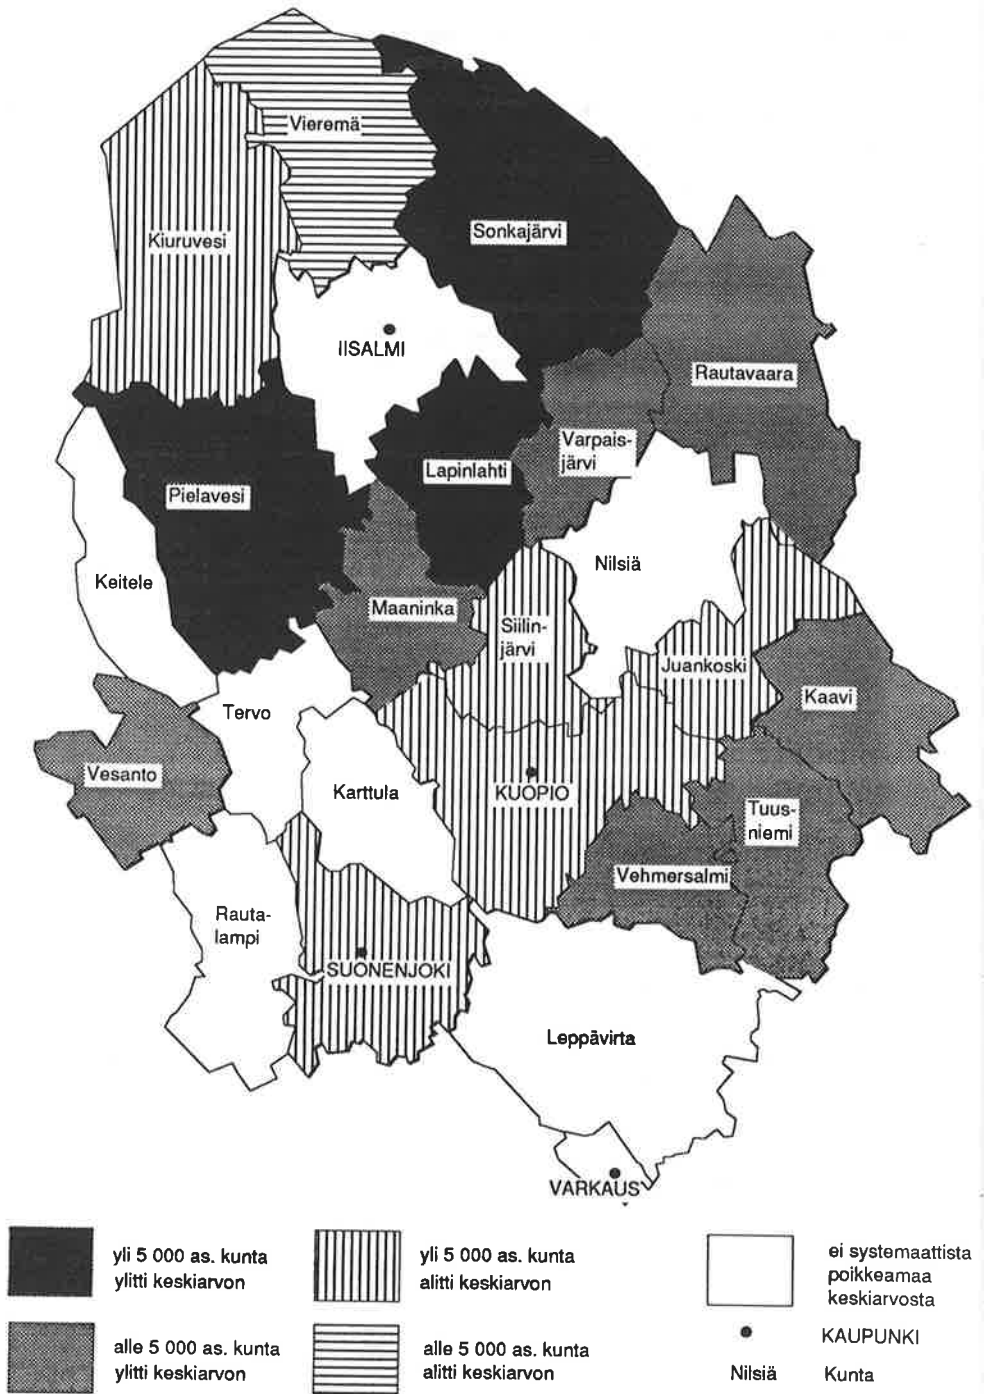 Vieremä
Kiuruvesi
Sonkajärvi
IISALMI
Rautavaara
Varpais-
järvi
Lapinlahti
Pielavesi
Nilsiä
Keitele
Maaninka
Siilin-
järvi
Juankoski
Kaavi
Tervo
Vesanto
Karttula
KUOPIO
Tuus-
niemi
Vehmersalmi
Rauta-
lampi
SUONENJOKI
Leppävirta
VARKAUS
yli 5 000 as. kunta
ylitti keskiarvon
yli 5 000 as. kunta
alitti keskiarvon
ei systemaattista
poikkeamaa
keskiarvosta
alle 5 000 as. kunta
ylitti keskiarvon
alle 5 000 as. kunta
alitti keskiarvon
KAUPUNKI
Nilsiä Kunta